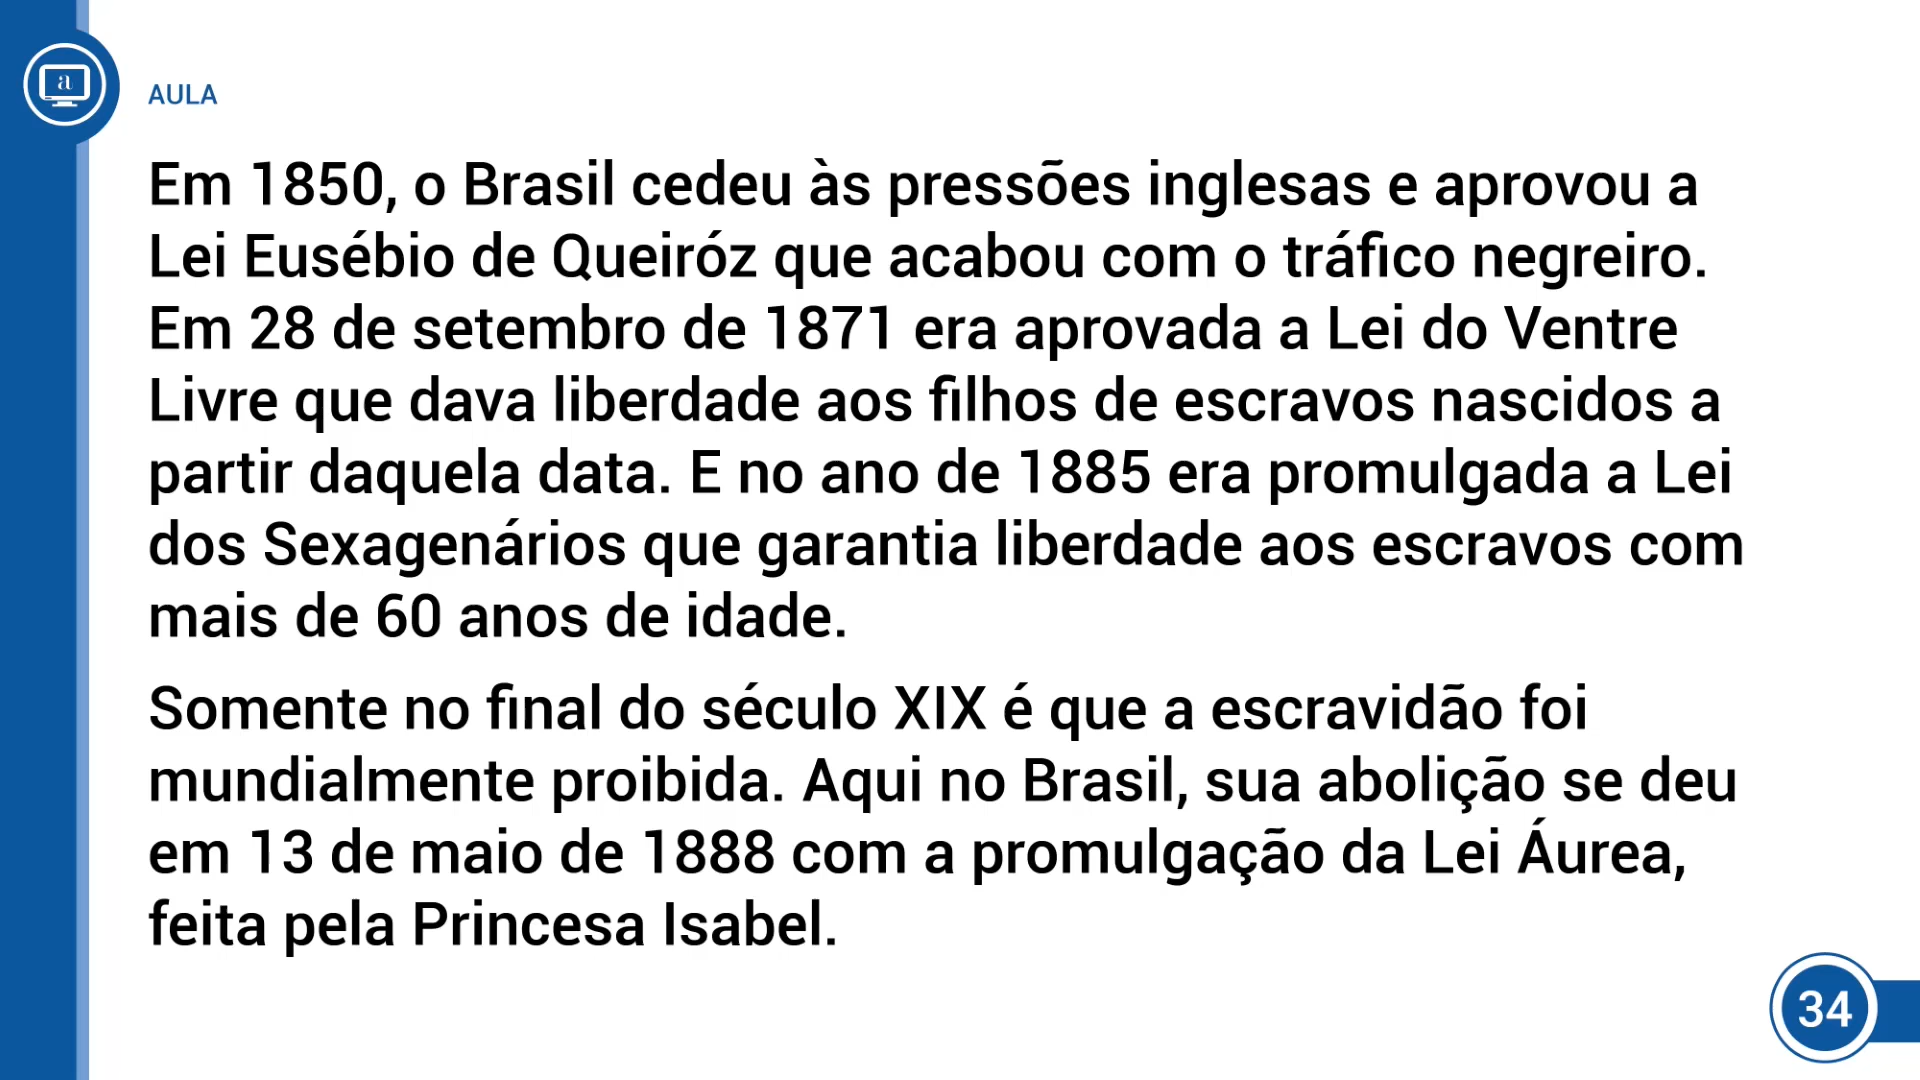 a
AULA
Em 1850, o Brasil cedeu às pressões inglesas e aprovou a
Lei Eusébio de Queiróz que acabou com o tráfico negreiro.
Em 28 de setembro de 1871 era aprovada a Lei do Ventre
Livre que dava liberdade aos filhos de escravos nascidos a
partir daquela data. E no ano de 1885 era promulgada a Lei
dos Sexagenários que garantia liberdade aos escravos com
mais de 60 anos de idade.
Somente no final do século XIX é que a escravidão foi
mundialmente proibida. Aqui no Brasil, sua abolição se deu
em 13 de maio de 1888 com a promulgação da Lei Áurea,
feita pela Princesa Isabel.
34